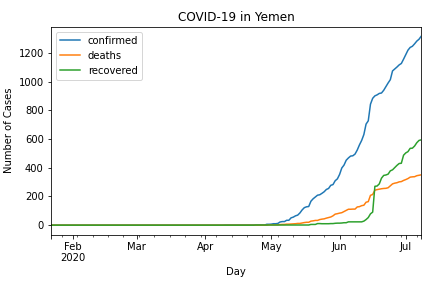 COVID-19 in Yemen
confirmed
deaths
recovered
Number of Cases
1200
1000
800
600
400
200
0
Feb
2020
Mar
Apr
May
Jun
Jul
Day